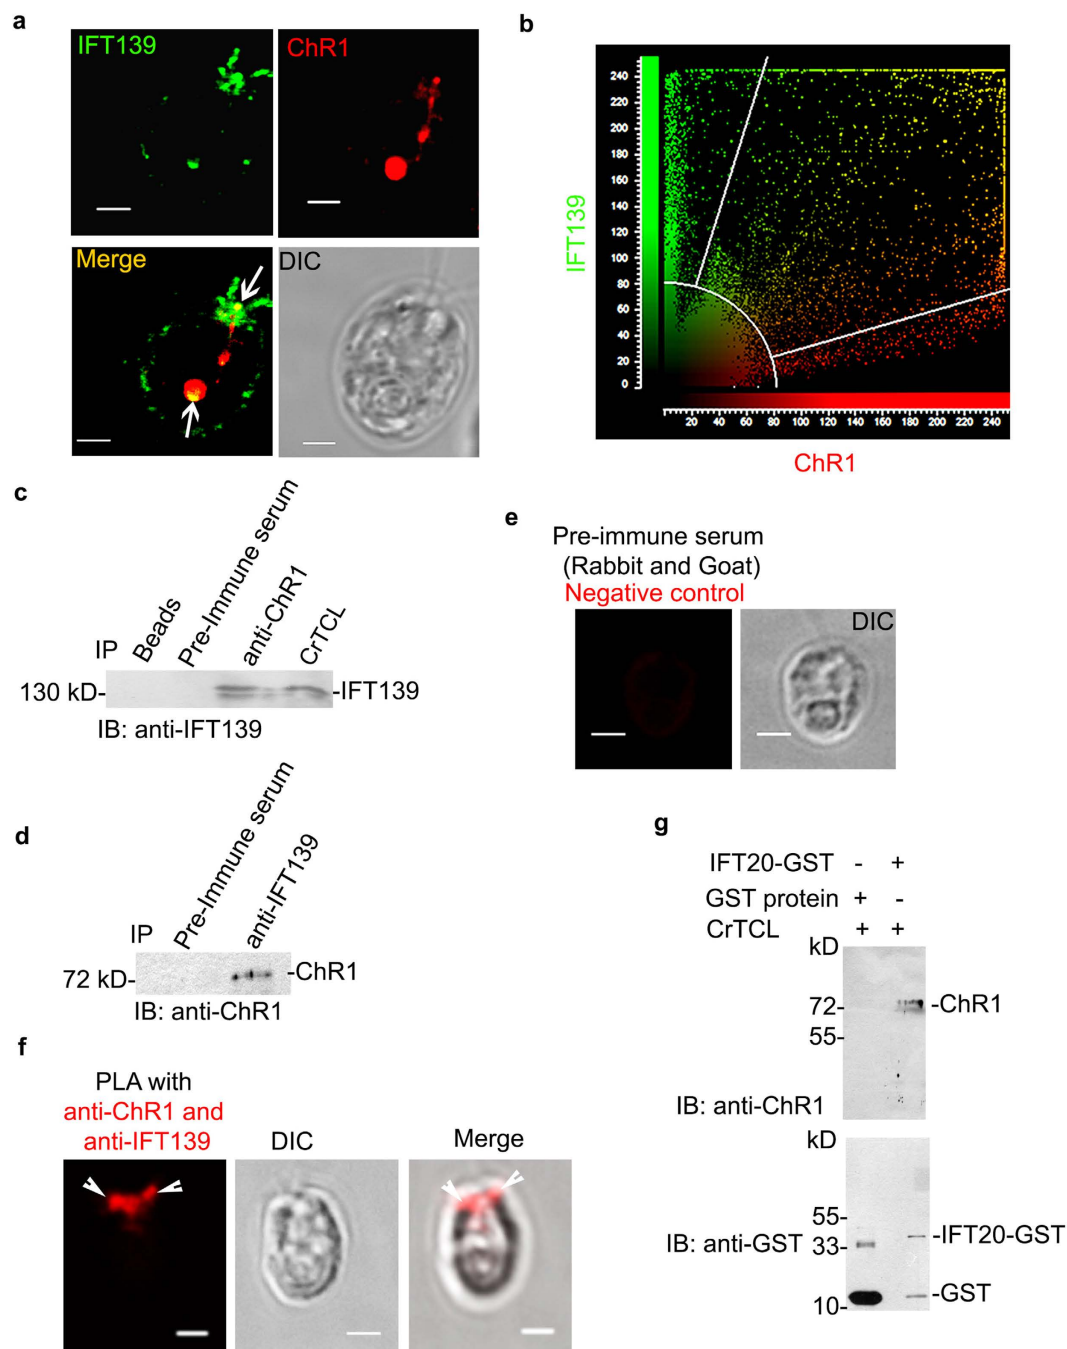 a
IFT139
ChR1
Merge
DIC
b
IFT139
240
220
200
180
160
140
120
100
80
60
40
20
0
20 40 60 80 100 120 140 160 180 200 220 240
ChR1
c
IP
Beads
Pre-Immune serum
anti-ChR1
CrTCL
130 kD-
-IFT139
IB: anti-IFT139
d
IP
Pre-Immune serum
anti-IFT139
72 kD-
-ChR1
IB: anti-ChR1
e
Pre-immune serum
(Rabbit and Goat)
Negative control
DIC
f
PLA with
anti-ChR1 and
anti-IFT139
DIC
Merge
g
IFT20-GST - +
GST protein + -
CrTCL + +
kD
72-
55-
-ChR1
IB: anti-ChR1
kD
55-
33-
10-
IB: anti-GST
-IFT20-GST
-GST